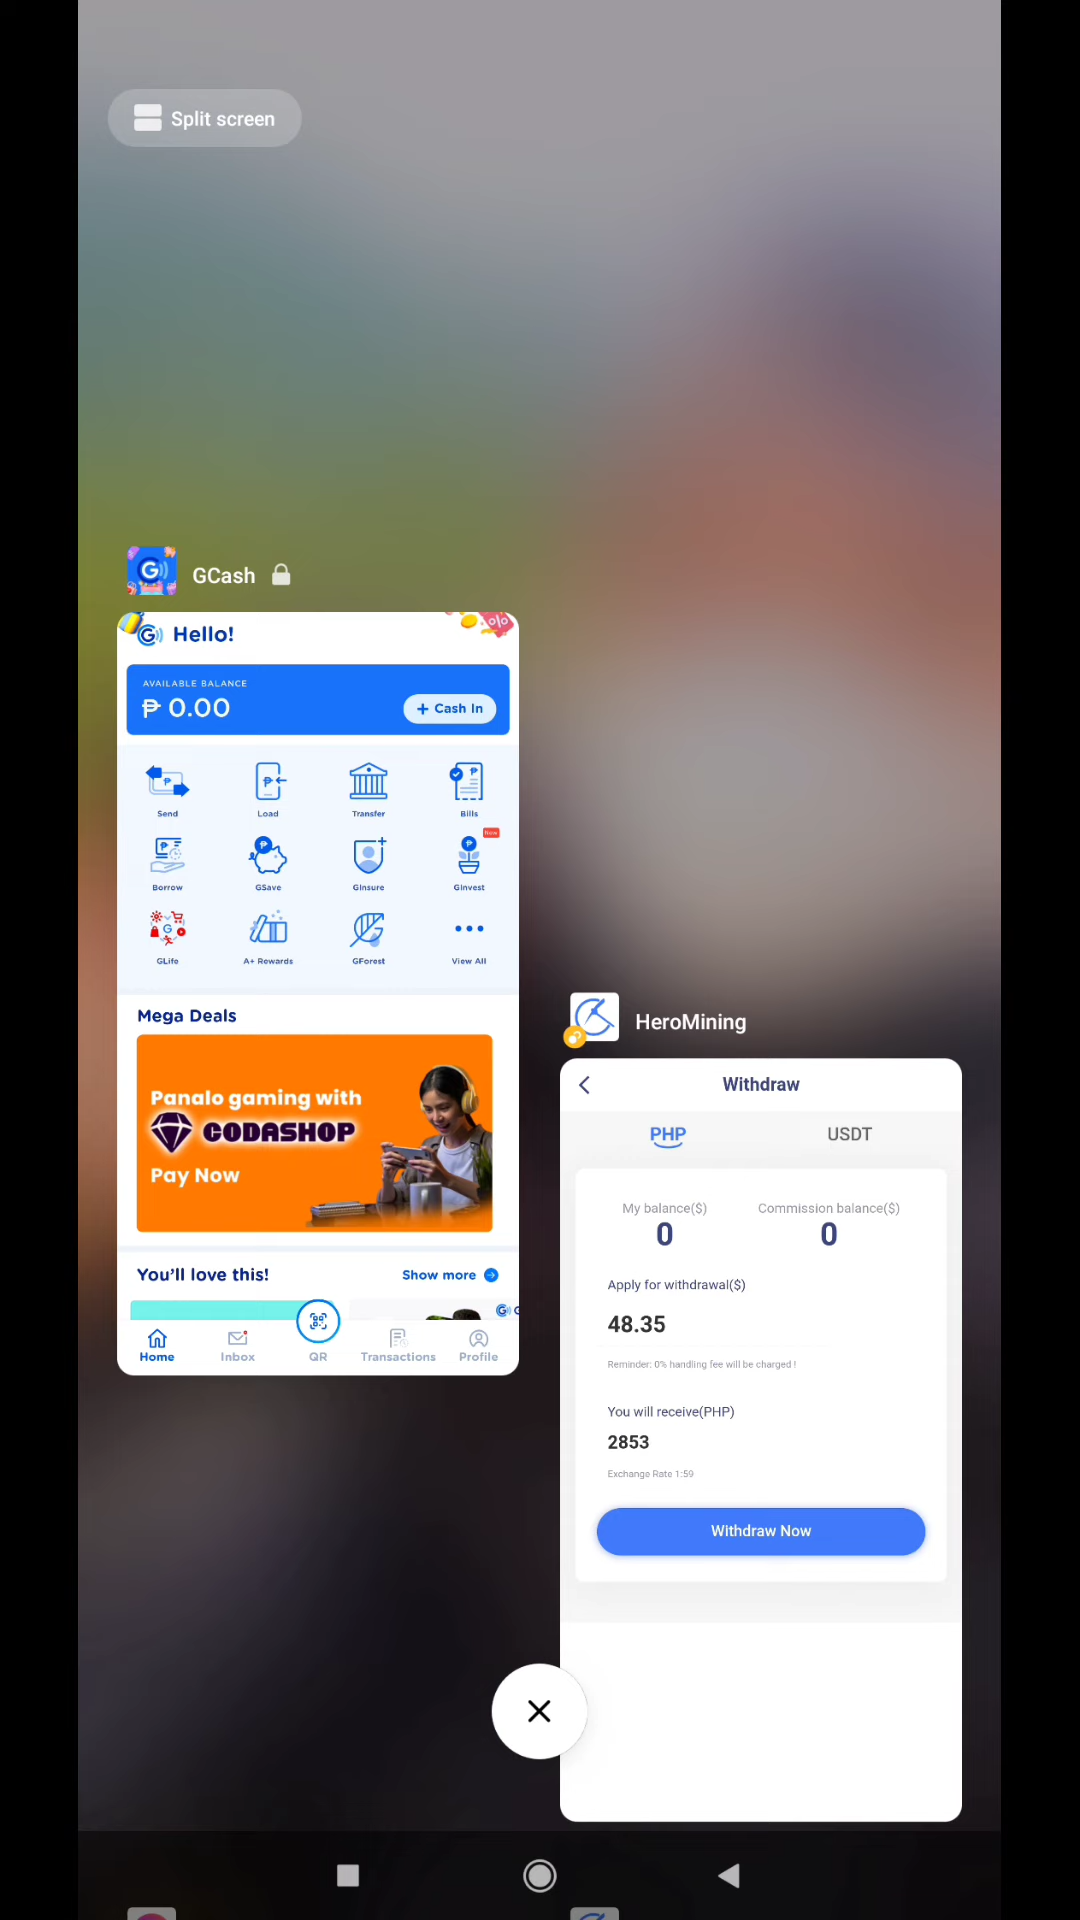 Split screen
GCash
Hello!
AVAILABLE BALANCE
₱ 0.00
+ Cash In
Send
Load
Transfer
Bills
New
Borrow
GSave
GInsure
GInvest
GLife
A+ Rewards
GForest
View All
Mega Deals
Panalo gaming with
CODASHOP
Pay Now
You'll love this!
Show more
Home
Inbox
QR
Transactions
Profile
HeroMining
Withdraw
PHP
USDT
My balance($)
Commission balance($)
0
0
Apply for withdrawal($)
48.35
Reminder: 0% handling fee will be charged !
You will receive(PHP)
2853
Exchange Rate 1:59
Withdraw Now